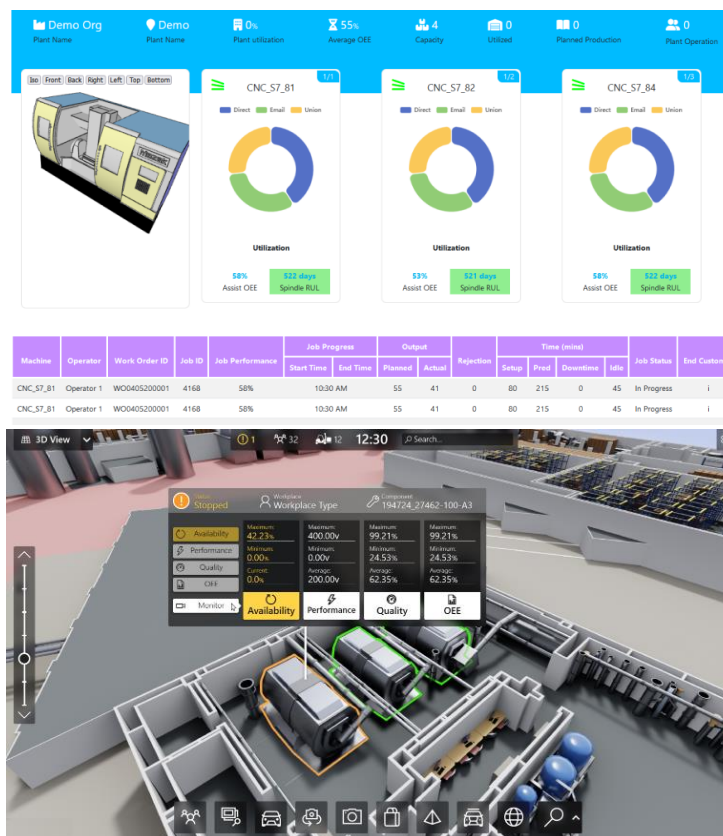 Demo Org
Plant Name
Demo
Plant Name
0%
Plant utilization
55%
Average OEE
4
Capacity
0
Utilized
0
Planned Production
0
Plant Operation
Iso Front Back Right Left Top Bottom
1/1
CNC_S7_81
Direct Email Union
Utilization
58%
Assist OEE
522 days
Spindle RUL
1/2
CNC_S7_82
Direct Email Union
Utilization
53%
Assist OEE
521 days
Spindle RUL
1/3
CNC_S7_84
Direct Email Union
Utilization
58%
Assist OEE
522 days
Spindle RUL
Job Progress Output Time (mins)
Machine Operator Work Order ID Job ID Job Performance Rejection Job Status End Custon
Start Time End Time Planned Actual Setup Pred Downtime Idle
CNC_S7_81 Operator 1 WO0405200001 4168 58% 10:30 AM 55 41 0 80 215 0 45 In Progress i
CNC_S7_81 Operator 1 WO0405200001 4168 58% 10:30 AM 55 41 0 80 215 0 45 In Progress i
3D View 1 32 12 12:30 Search...
Status
Stopped
Workplace
Workplace Type
Component
194724_27462-100-A3
Availability
Performance
Quality
OEE
Monitor
Maximum:
42.23%
Minimum:
0.00%
Current:
0.0%
Availability
Maximum:
400.00v
Minimum:
0.00v
Average:
200.00v
Performance
Maximum:
99.21%
Minimum:
24.53%
Average:
62.35%
Quality
Maximum:
99.21%
Minimum:
24.53%
Average:
62.35%
OEE